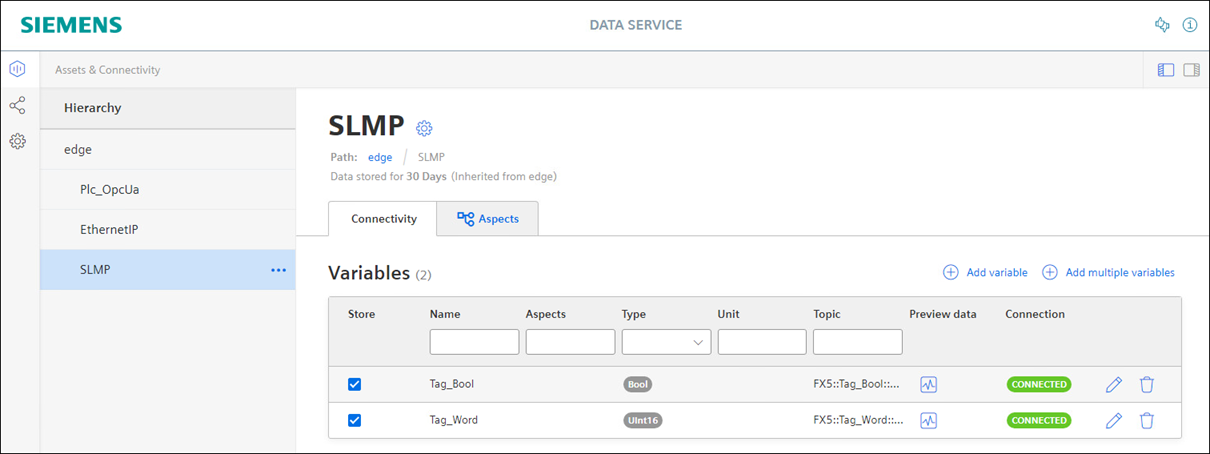 SIEMENS
DATA SERVICE
Assets & Connectivity
Hierarchy
edge
Plc_OpcUa
EthernetIP
SLMP
SLMP
Path: edge / SLMP
Data stored for 30 Days (Inherited from edge)
Connectivity
Aspects
Variables (2)
Add variable
Add multiple variables
Store Name Aspects Type Unit Topic Preview data Connection
Tag_Bool Bool FX5::Tag_Bool::... CONNECTED
Tag_Word UInt16 FX5::Tag_Word::... CONNECTED